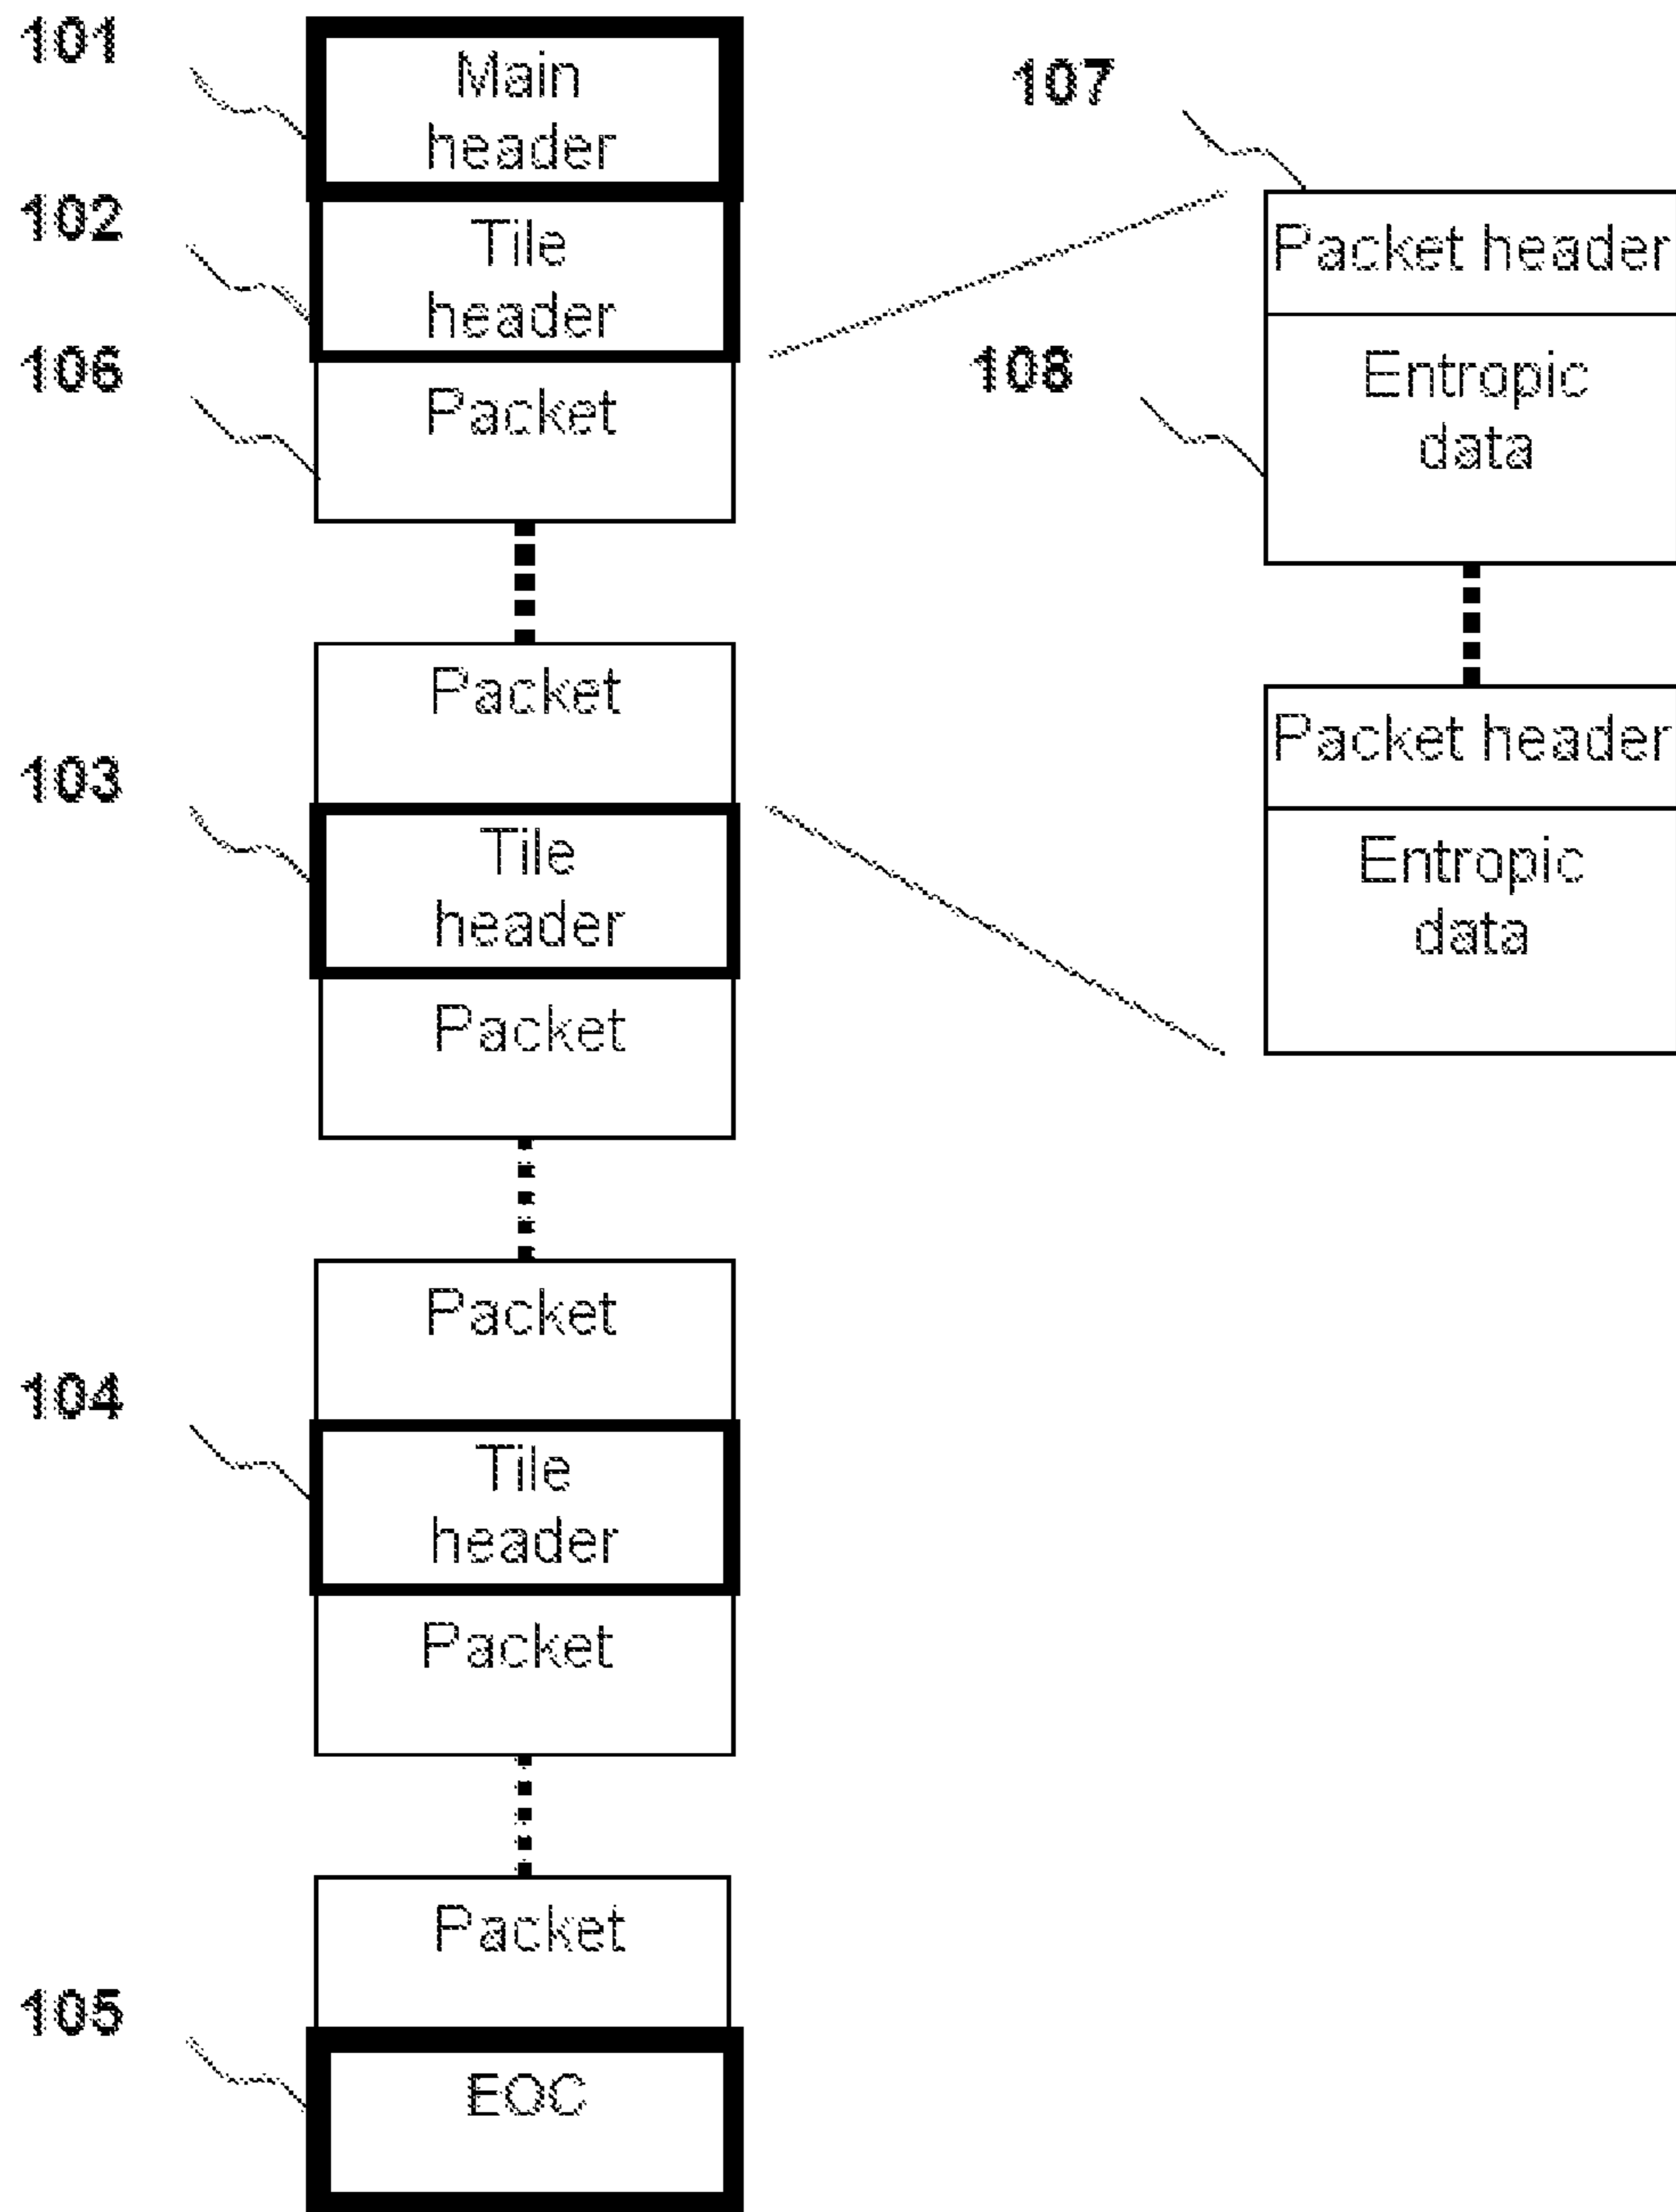 101
Main
header
102
Tile
header
106
Packet
Packet
103
Tile
header
Packet
Packet
104
Tile
header
Packet
Packet
105
EOC
107
Packet header
108
Entropic
data
Packet header
Entropic
data